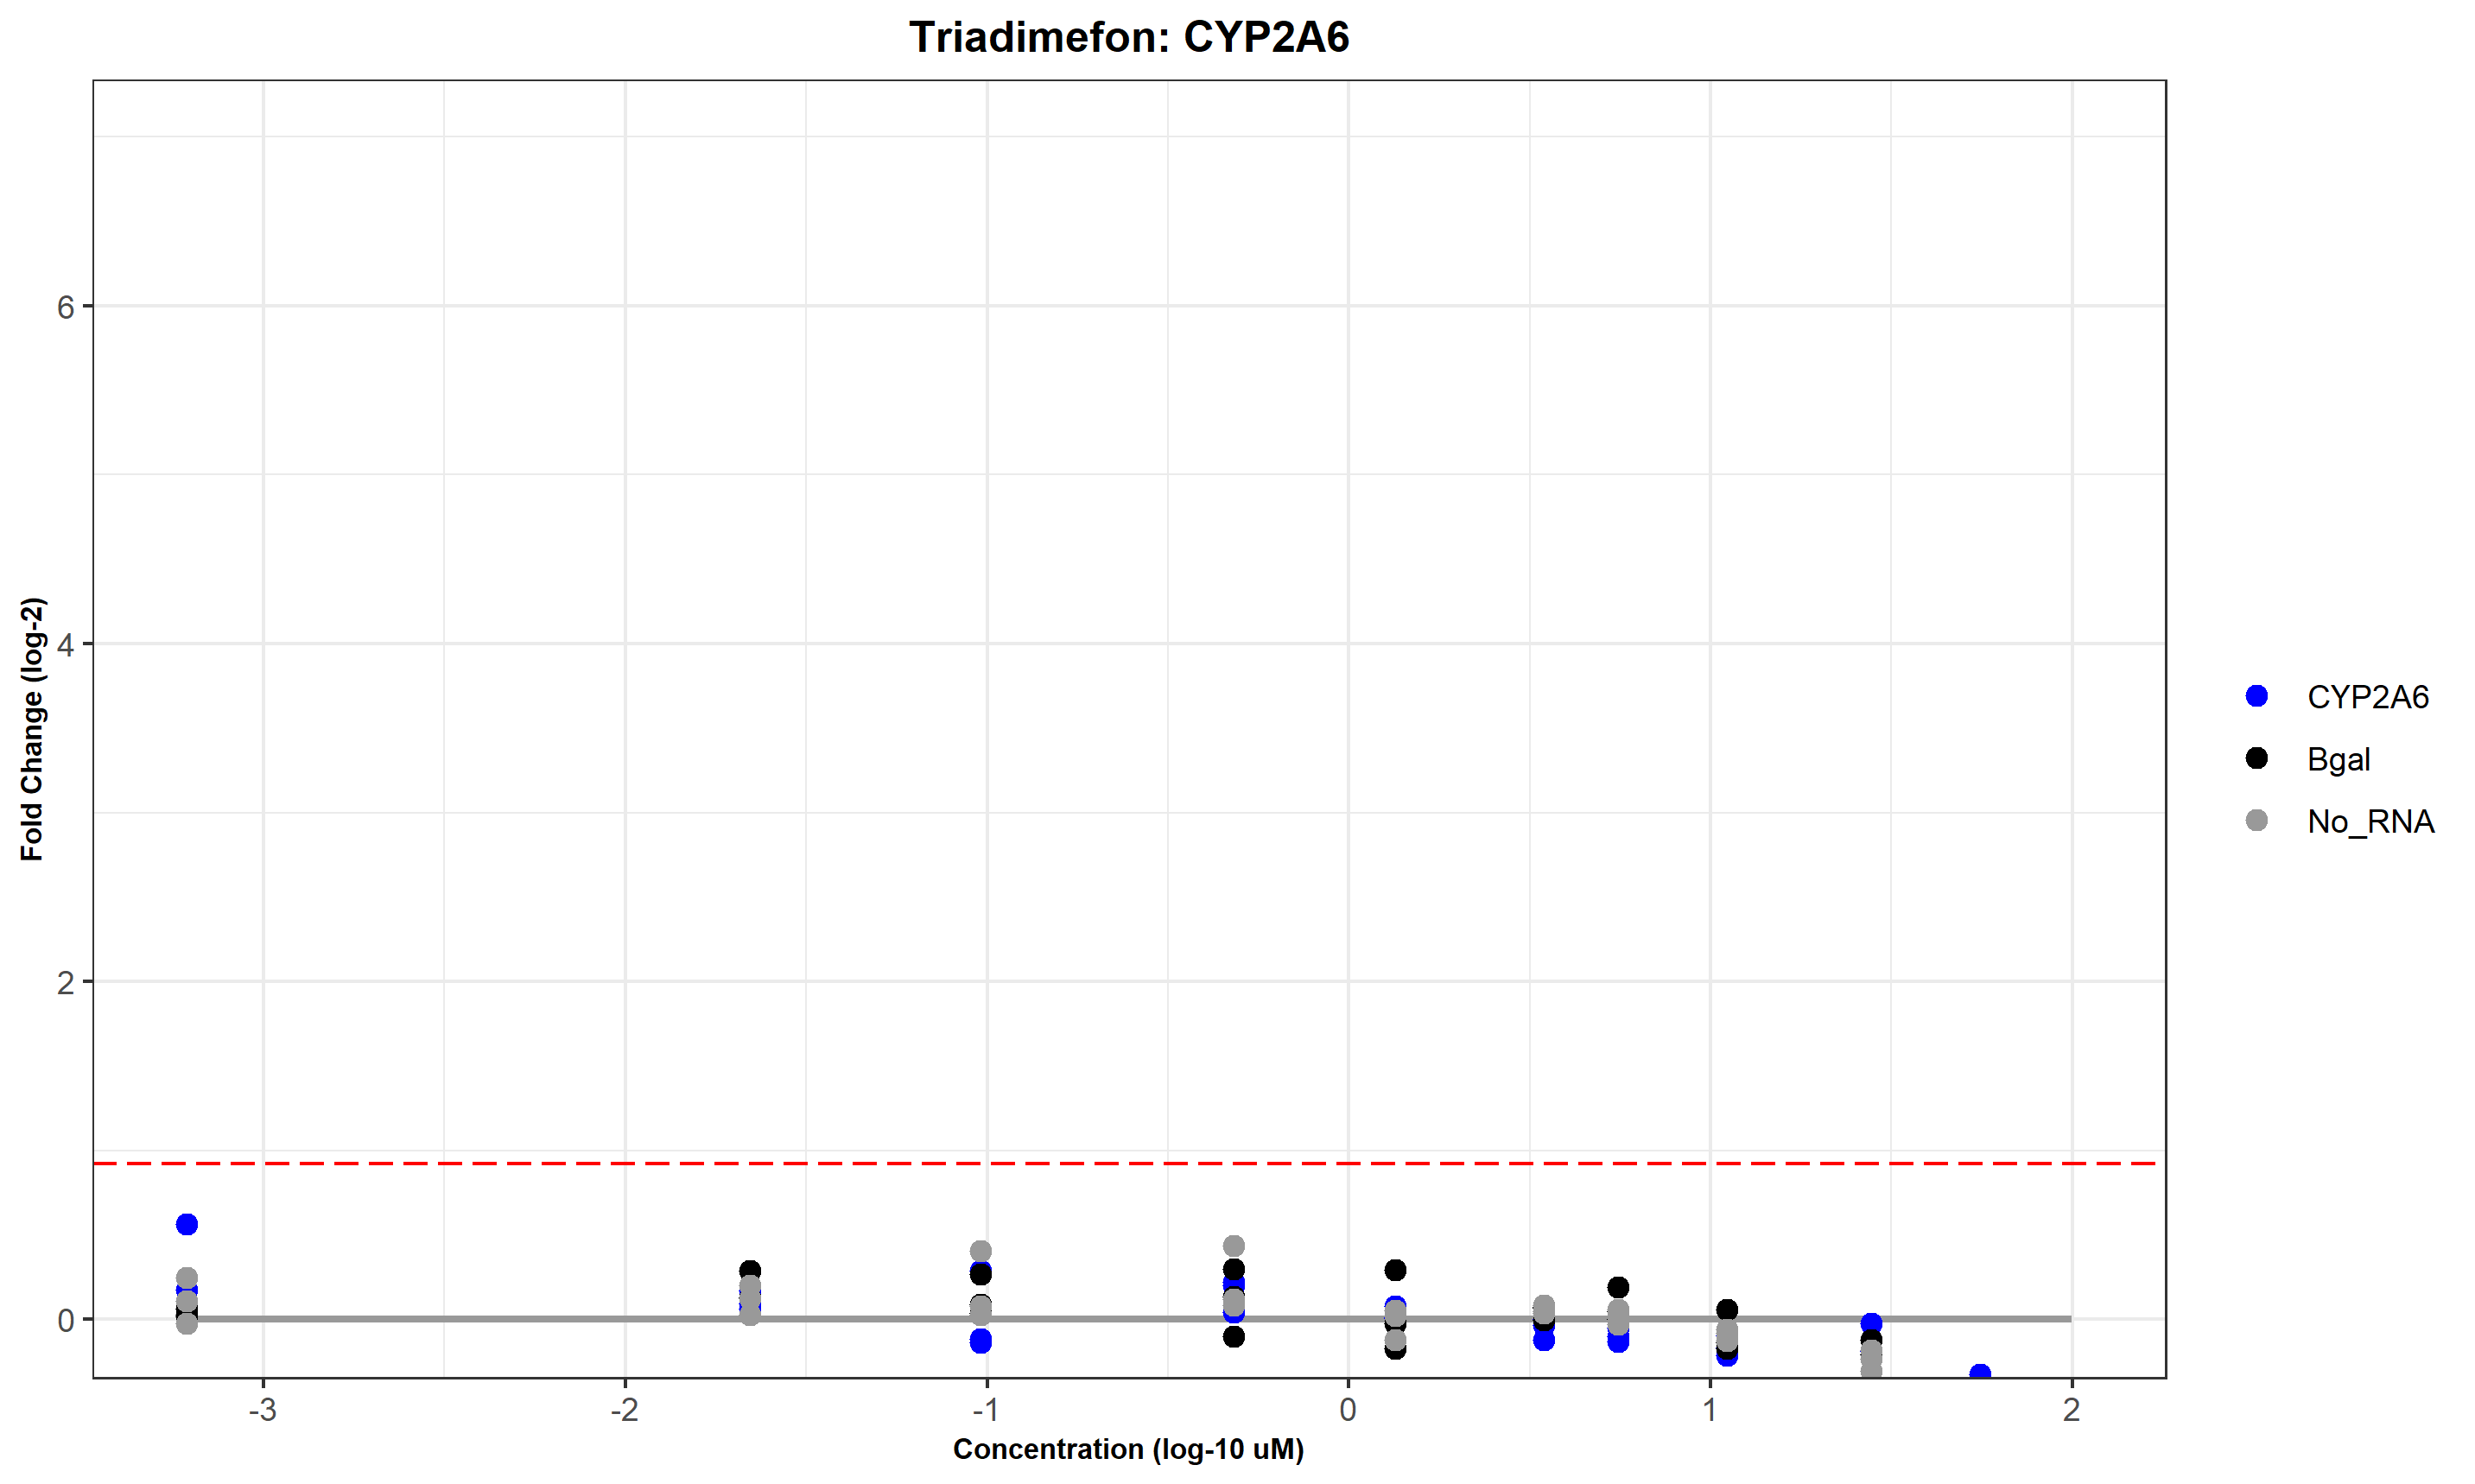 Triadimefon: CYP2A6
Fold Change (log-2)
6
4
2
0
-3
-2
-1
0
1
2
Concentration (log-10 uM)
CYP2A6
Bgal
No_RNA